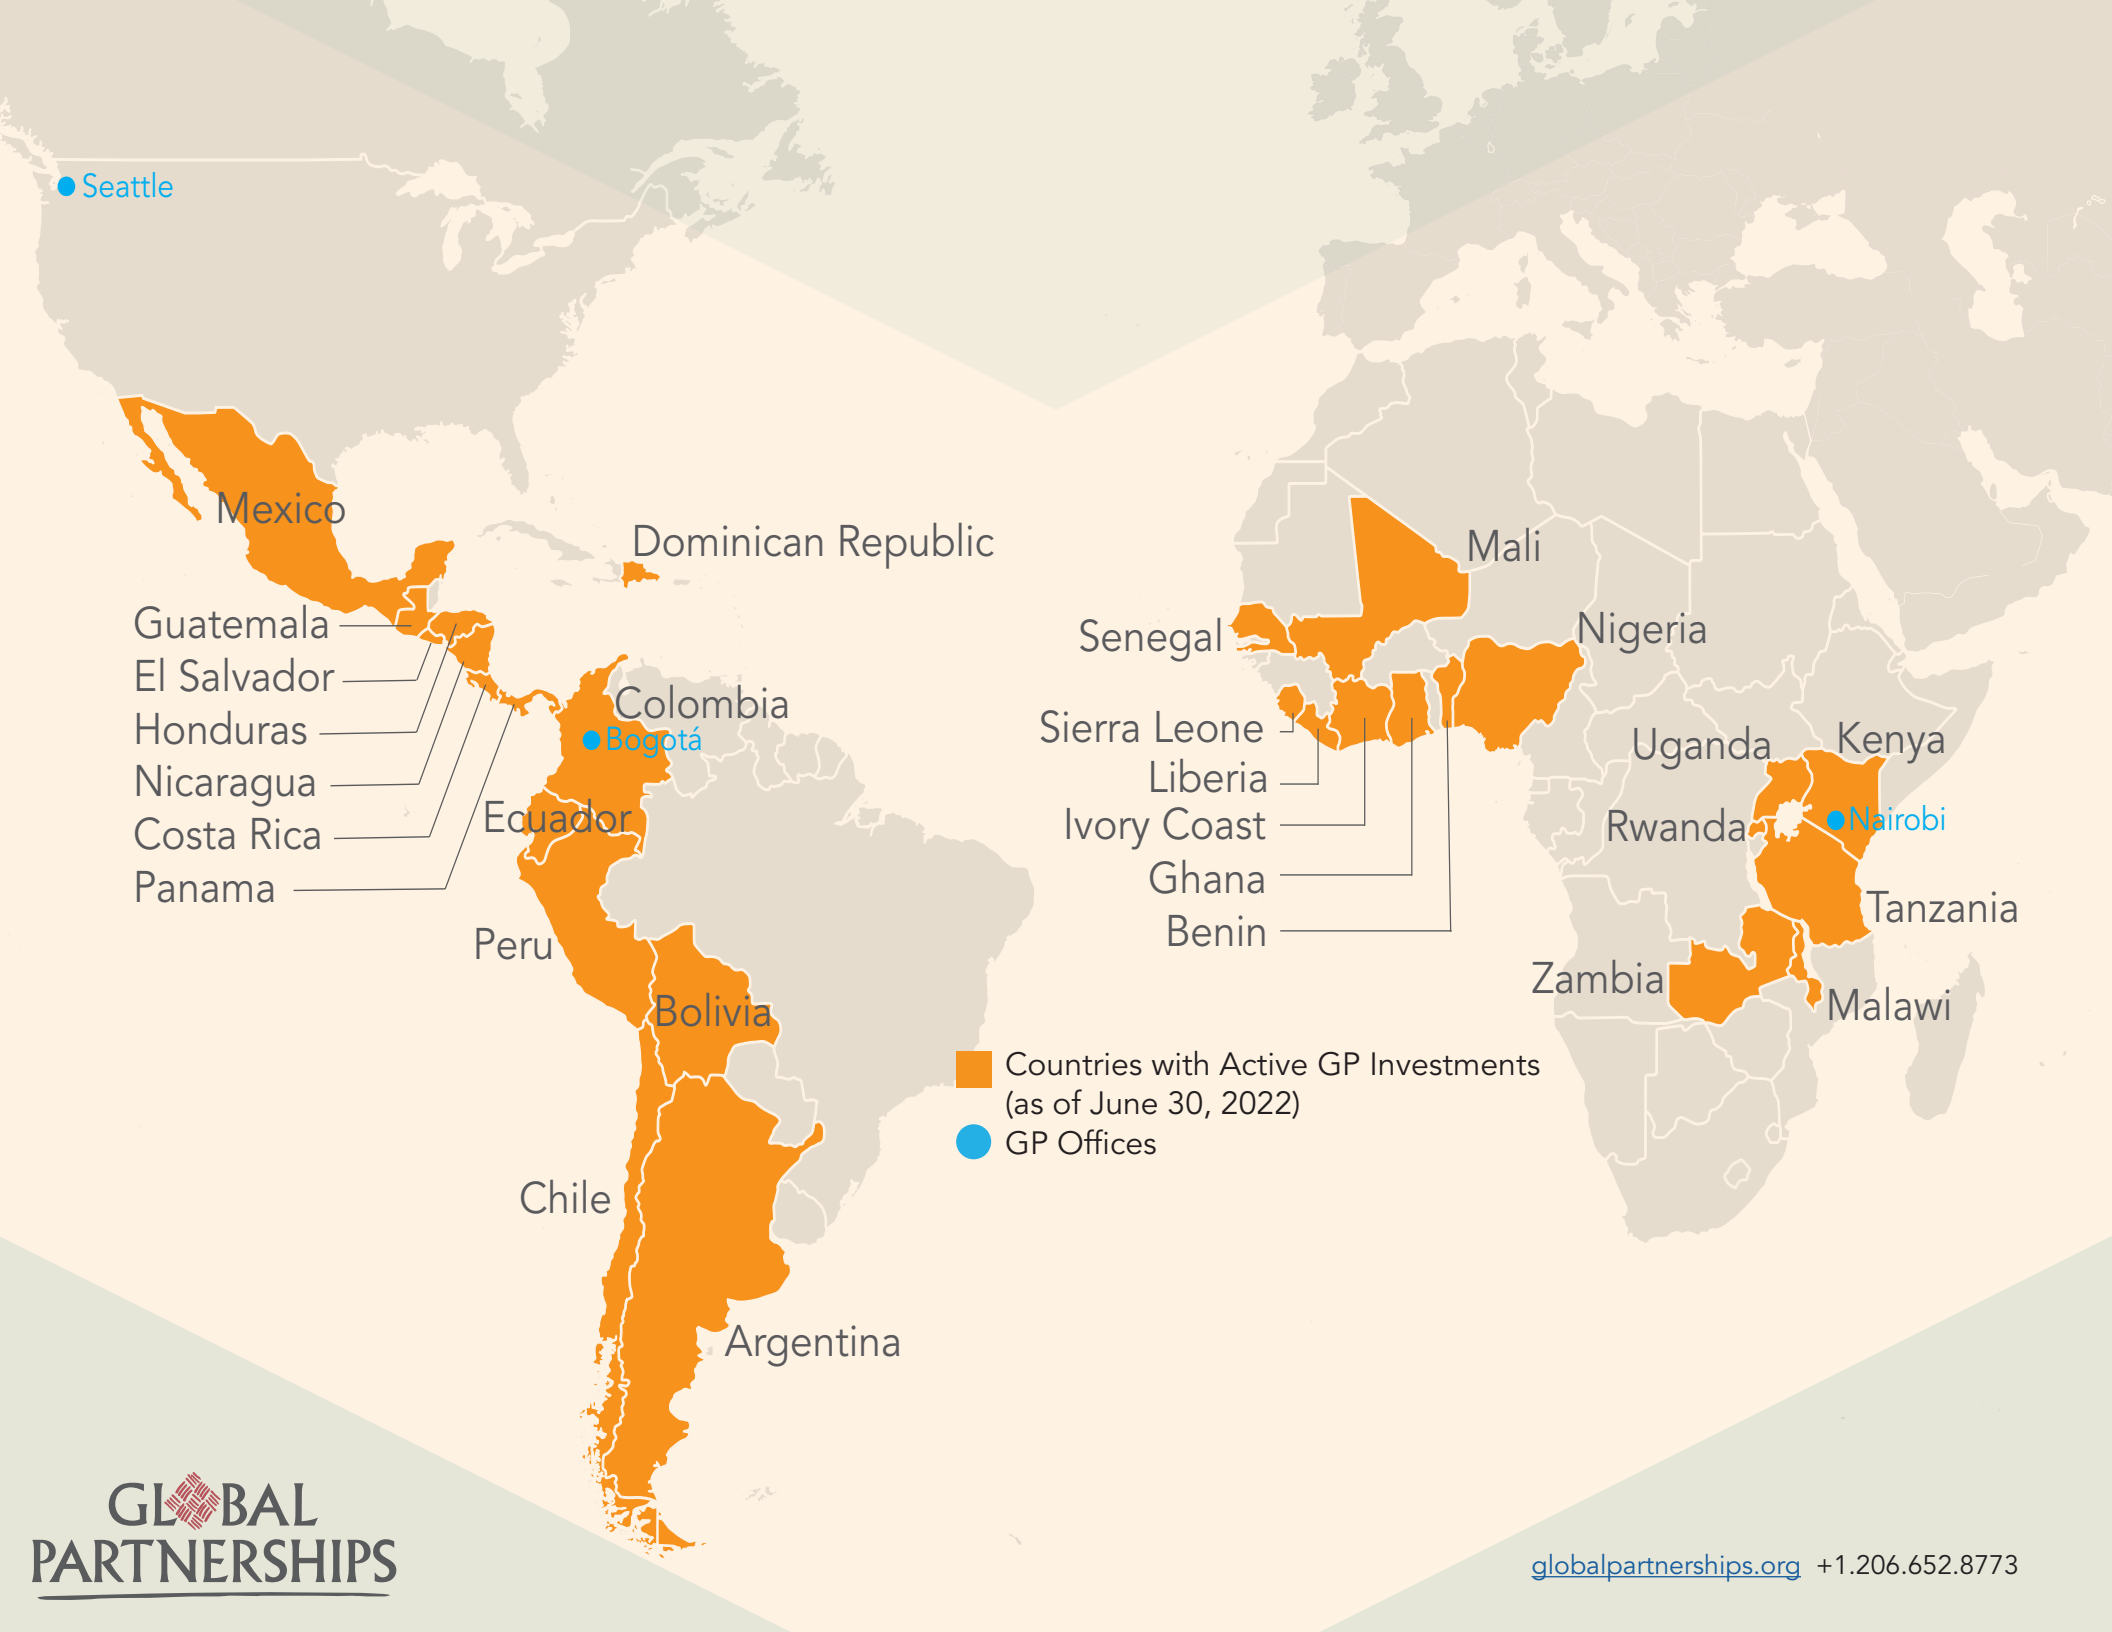 Seattle
Mexico
Dominican Republic
Guatemala
El Salvador
Honduras
Nicaragua
Costa Rica
Panama
Colombia
Bogotá
Ecuador
Peru
Bolivia
Chile
Argentina
Mali
Senegal
Nigeria
Sierra Leone
Liberia
Ivory Coast
Ghana
Benin
Uganda
Kenya
Rwanda
Nairobi
Tanzania
Zambia
Malawi
Countries with Active GP Investments
(as of June 30, 2022)
GP Offices
GLOBAL
PARTNERSHIPS
globalpartnerships.org +1.206.652.8773